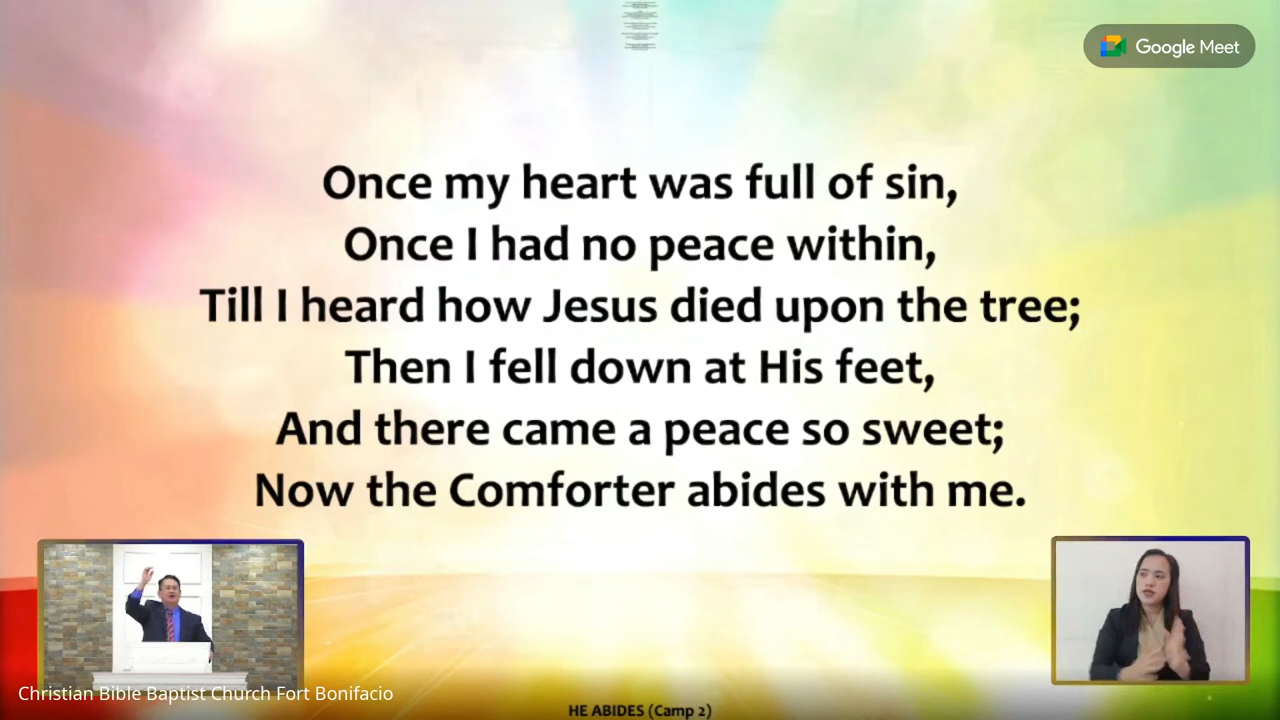 Google Meet
Once my heart was full of sin,
Once I had no peace within,
Till I heard how Jesus died upon the tree;
Then I fell down at His feet,
And there came a peace so sweet;
Now the Comforter abides with me.
Christian Bible Baptist Church Fort Bonifacio
HE ABIDES (Camp 2)